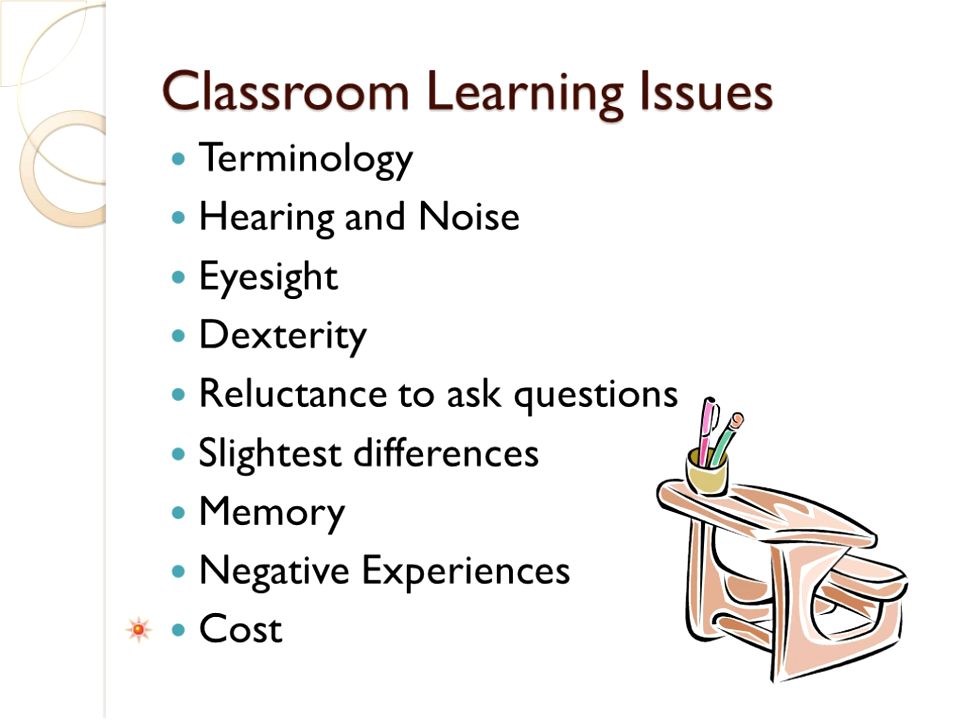 Classroom Learning Issues
Terminology
Hearing and Noise
Eyesight
Dexterity
Reluctance to ask questions
Slightest differences
Memory
Negative Experiences
Cost